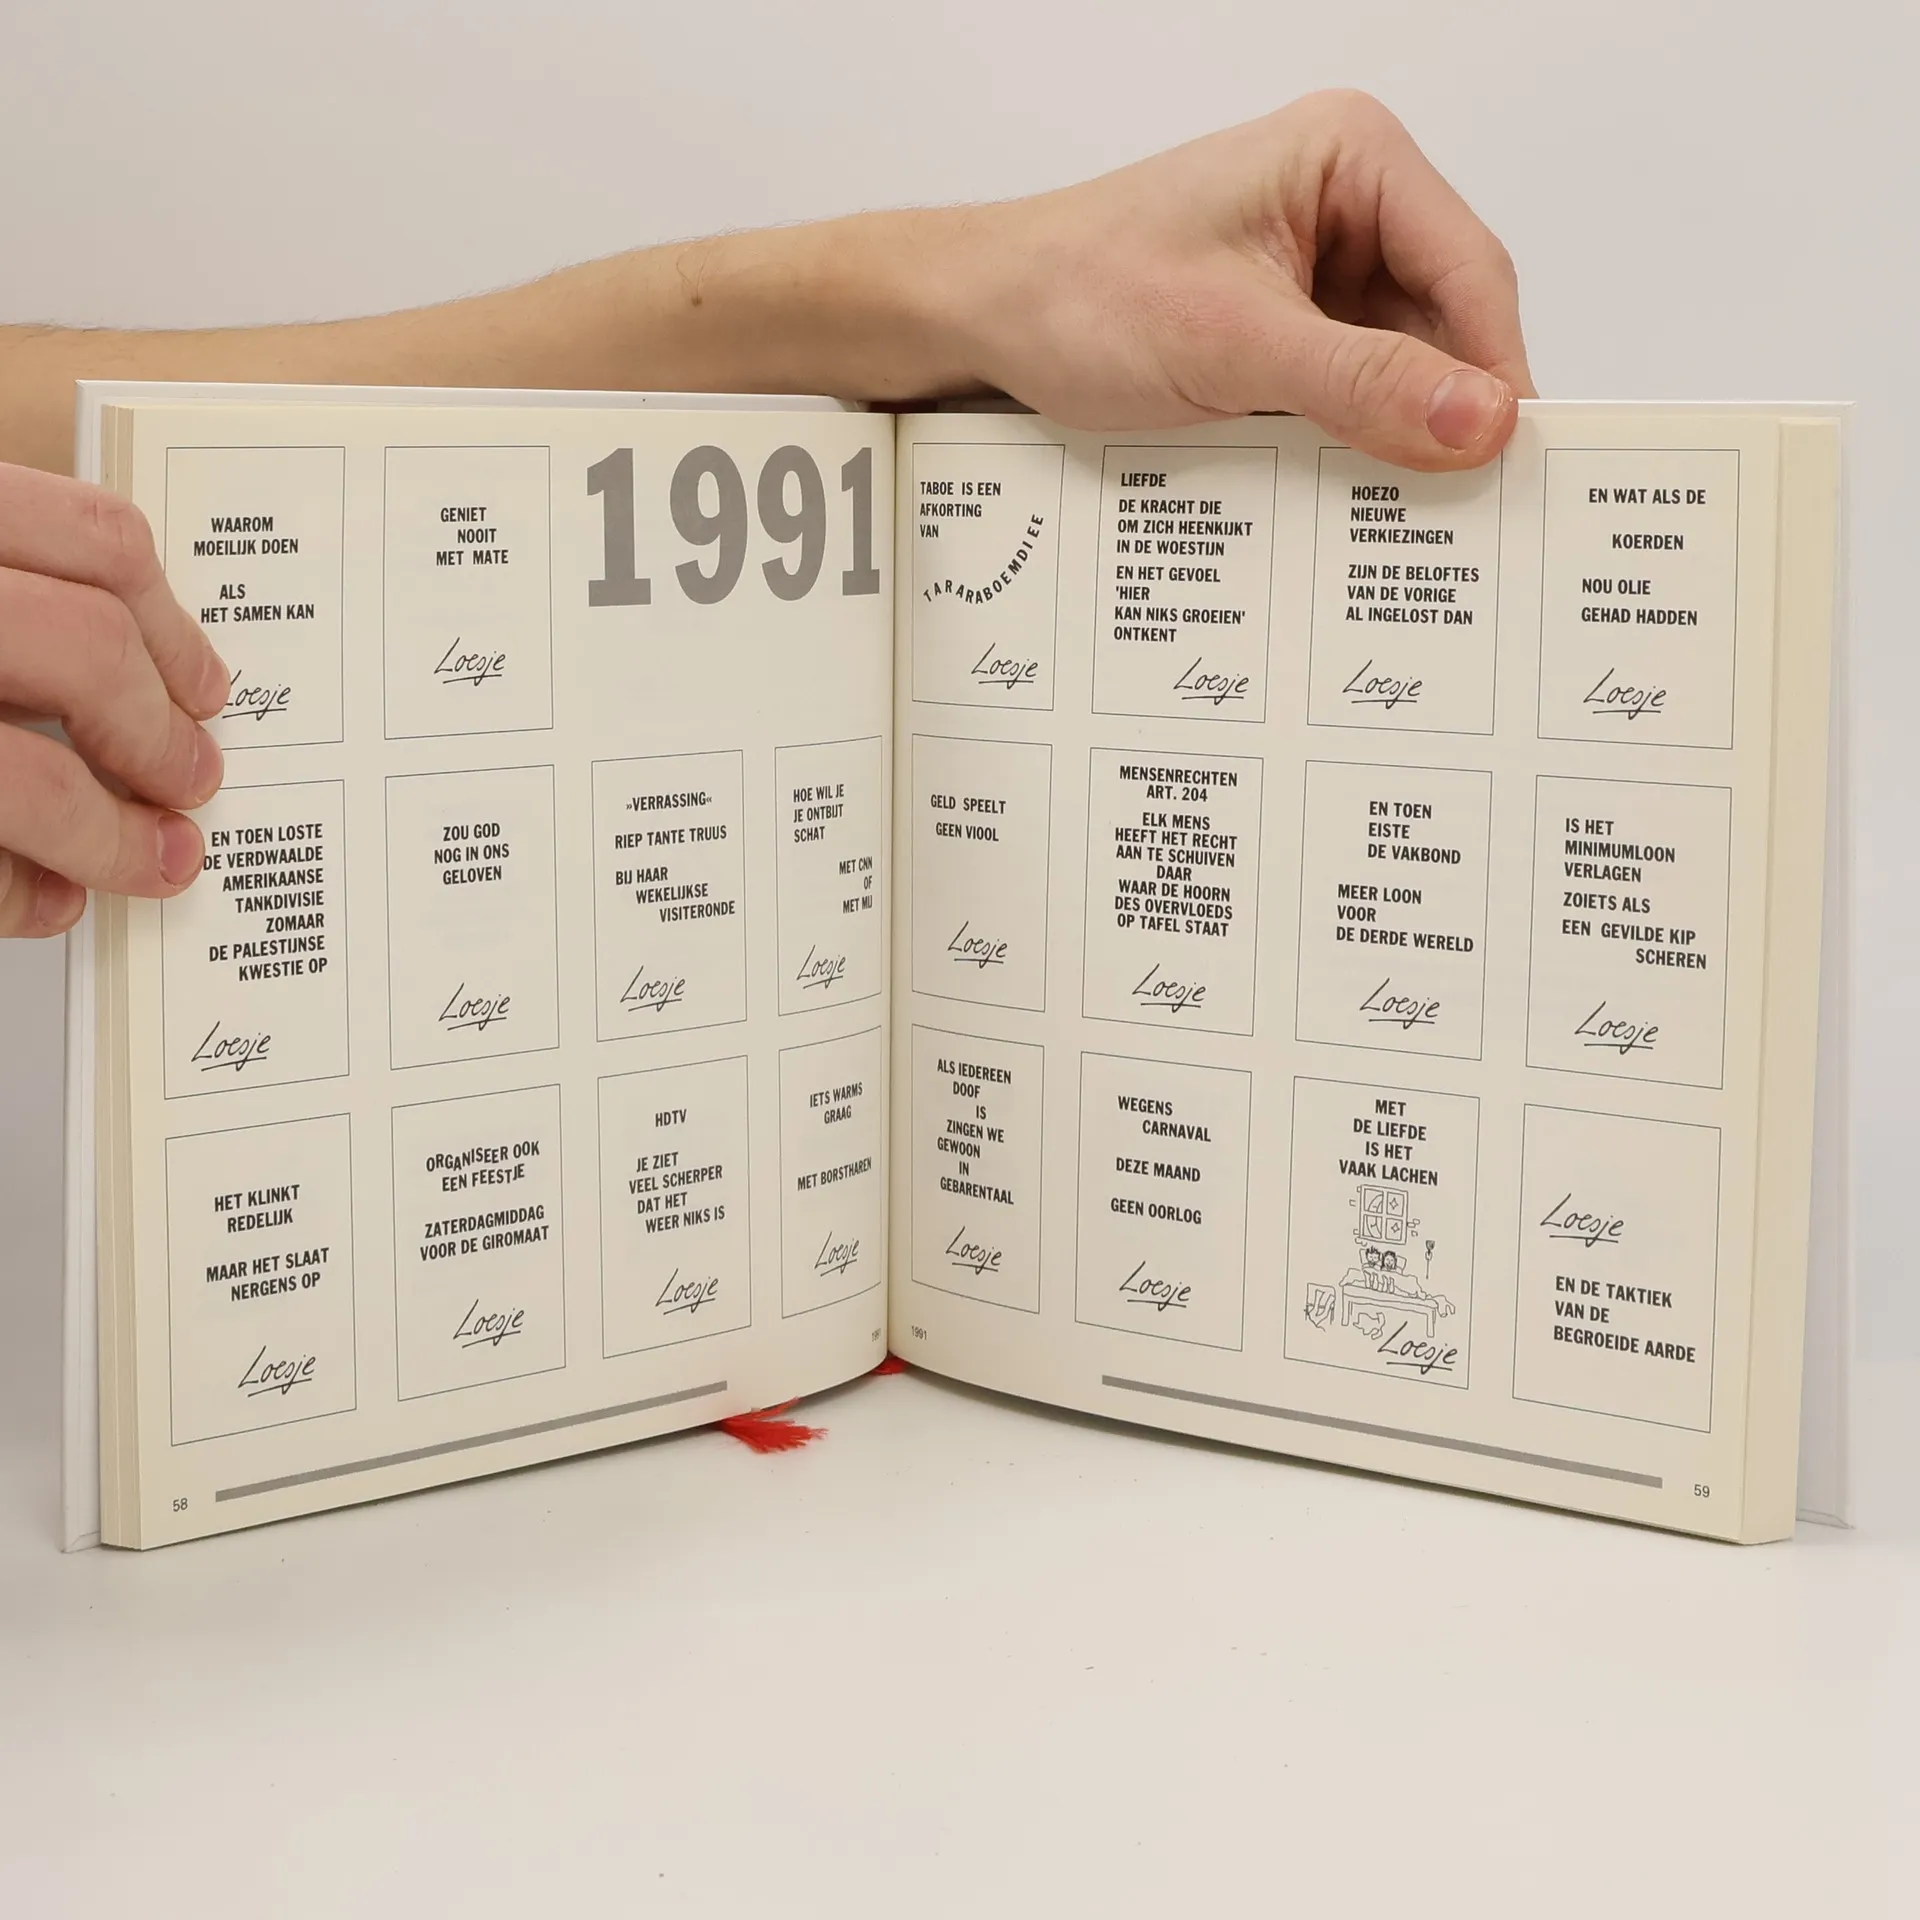 WAAROM
MOEILIJK DOEN
ALS
HET SAMEN KAN
Loesje
GENIET
NOOIT
MET MATE
Loesje
1991
EN TOEN LOSTE
DE VERDWAALDE
AMERIKAANSE
TANKDIVISIE
ZOMAAR
DE PALESTIJNSE
KWESTIE OP
Loesje
ZOU GOD
NOG IN ONS
GELOVEN
Loesje
»VERRASSING«
RIEP TANTE TRUUS
BIJ HAAR
WEKELIJKSE
VISITERONDE
Loesje
HOE WIL JE
JE ONTBIJT
SCHAT
MET CNN
OF
MET MIJ
Loesje
HET KLINKT
REDELIJK
MAAR HET SLAAT
NERGENS OP
Loesje
ORGANISEER OOK
EEN FEESTJE
ZATERDAGMIDDAG
VOOR DE GIROMAAT
Loesje
HDTV
JE ZIET
VEEL SCHERPER
DAT HET
WEER NIKS IS
Loesje
IETS WARMS
GRAAG
MET BORSTHAREN
Loesje
1991
58
TABOE IS EEN
AFKORTING
VAN
TARARABOEMDIEE
Loesje
LIEFDE
DE KRACHT DIE
OM ZICH HEENKIJKT
IN DE WOESTIJN
EN HET GEVOEL
'HIER
KAN NIKS GROEIEN'
ONTKENT
Loesje
HOEZO
NIEUWE
VERKIEZINGEN
ZIJN DE BELOFTES
VAN DE VORIGE
AL INGELOST DAN
Loesje
EN WAT ALS DE
KOERDEN
NOU OLIE
GEHAD HADDEN
Loesje
GELD SPEELT
GEEN VIOOL
Loesje
MENSENRECHTEN
ART. 204
ELK MENS
HEEFT HET RECHT
AAN TE SCHUIVEN
DAAR
WAAR DE HOORN
DES OVERVLOEDS
OP TAFEL STAAT
Loesje
EN TOEN
EISTE
DE VAKBOND
MEER LOON
VOOR
DE DERDE WERELD
Loesje
IS HET
MINIMUMLOON
VERLAGEN
ZOIETS ALS
EEN GEVILDE KIP
SCHEREN
Loesje
ALS IEDEREEN
DOOF
IS
ZINGEN WE
GEWOON
IN
GEBARENTAAL
Loesje
WEGENS
CARNAVAL
DEZE MAAND
GEEN OORLOG
Loesje
MET
DE LIEFDE
IS HET
VAAK LACHEN
Loesje
Loesje
EN DE TAKTIEK
VAN DE
BEGROEIDE AARDE
1991
59